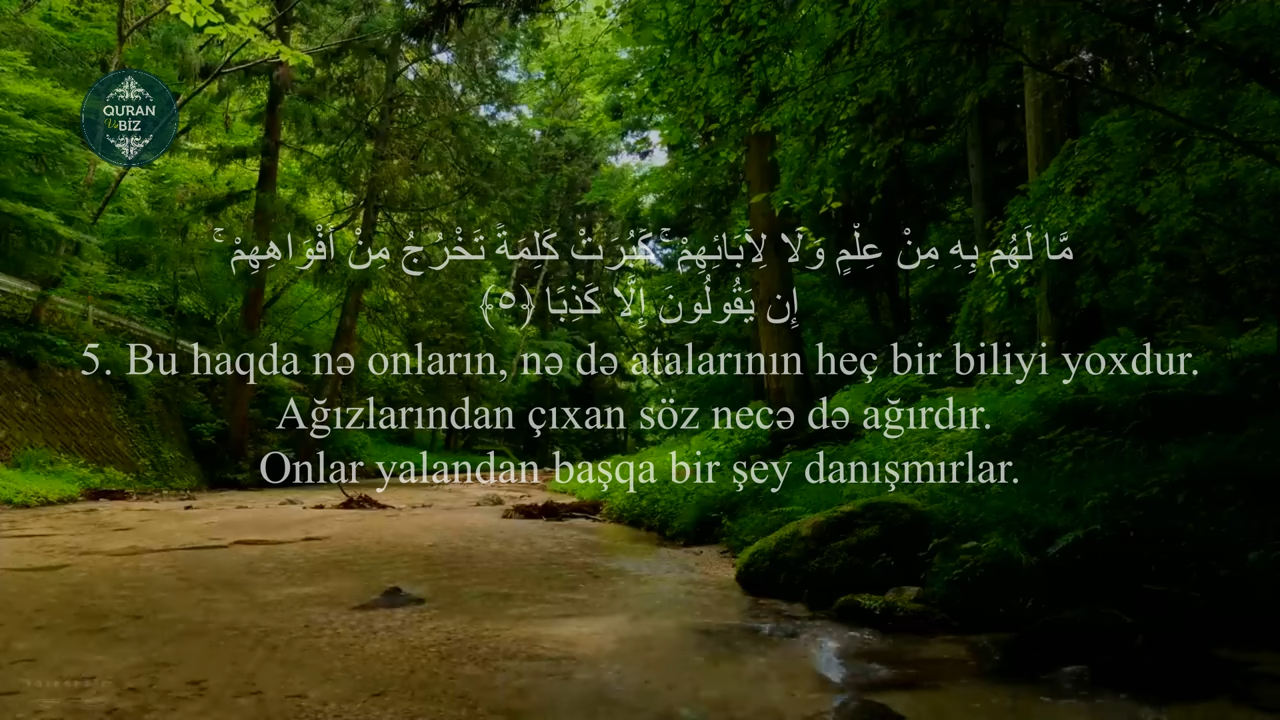 QURAN
Və
BİZ
مَّا لَهُم بِهِ مِنْ عِلْمٍ وَلَا لِآبَائِهِمْ ۚ كَبُرَتْ كَلِمَةً تَخْرُجُ مِنْ أَفْوَاهِهِمْ ۚ
إِن يَقُولُونَ إِلَّا كَذِبًا ﴿٥﴾
5. Bu haqda nə onların, nə də atalarının heç bir biliyi yoxdur.
Ağızlarından çıxan söz necə də ağırdır.
Onlar yalandan başqa bir şey danışmırlar.